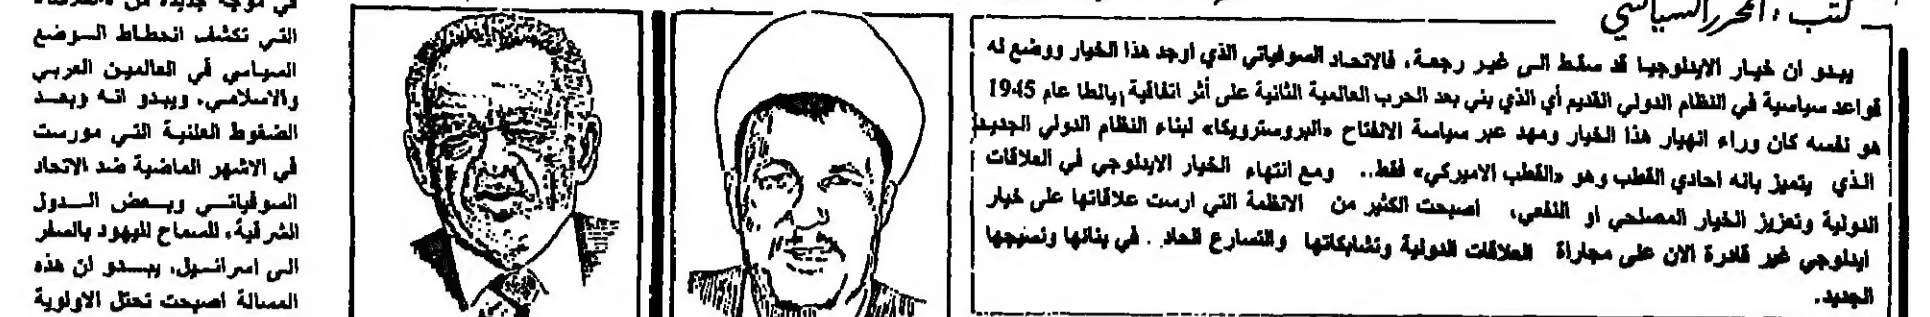 كتب: المحرر السياسي
يبدو ان خيار الايدلوجيا قد سقط الى غير رجعة، فالاتحاد السوفياتي الذي اوجد هذا الخيار ووضع له
قواعد سياسية في النظام الدولي القديم أي الذي بني بعد الحرب العالمية الثانية على أثر اتفاقية يالطا عام 1945
هو نفسه كان وراء انهيار هذا الخيار ومهد عبر سياسة الانفتاح «البروسترويكا» لبناء النظام الدولي الجديد
الذي يتميز بانه احادي القطب وهو «القطب الاميركي» فقط.. ومع انتهاء الخيار الايدلوجي في العلاقات
الدولية وتعزيز الخيار المصلحي او النفعي، اصبحت الكثير من الانظمة التي ارست علاقاتها على خيار
ايدلوجي غير قادرة الان على مجاراة العلاقات الدولية وتشابكاتها والتسارع الحاد. في بنائها ونسيجها
الجديد.
في موجة جديدة من
التي تكشف انحطاط الوضع
السياسي في العالمين العربي
والاسلامي. ويبدو انه وبعد
الضغوط العلنية التي مورست
في الاشهر الماضية ضد الاتحاد
السوفياتي وبعض الدول
الشرقية، للسماح لليهود بالسفر
الى اسرائيل، يبدو ان هذه
المسالة اصبحت تحتل الاولوية